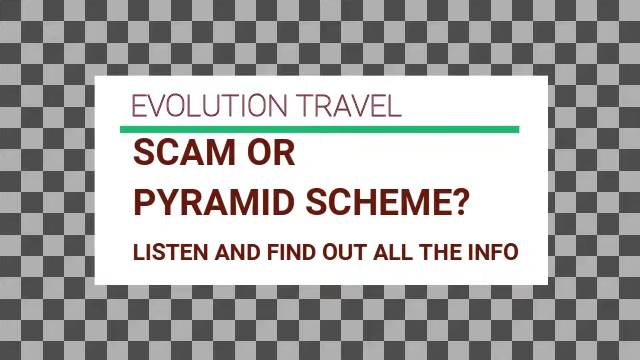 EVOLUTION TRAVEL
SCAM OR
PYRAMID SCHEME?
LISTEN AND FIND OUT ALL THE INFO